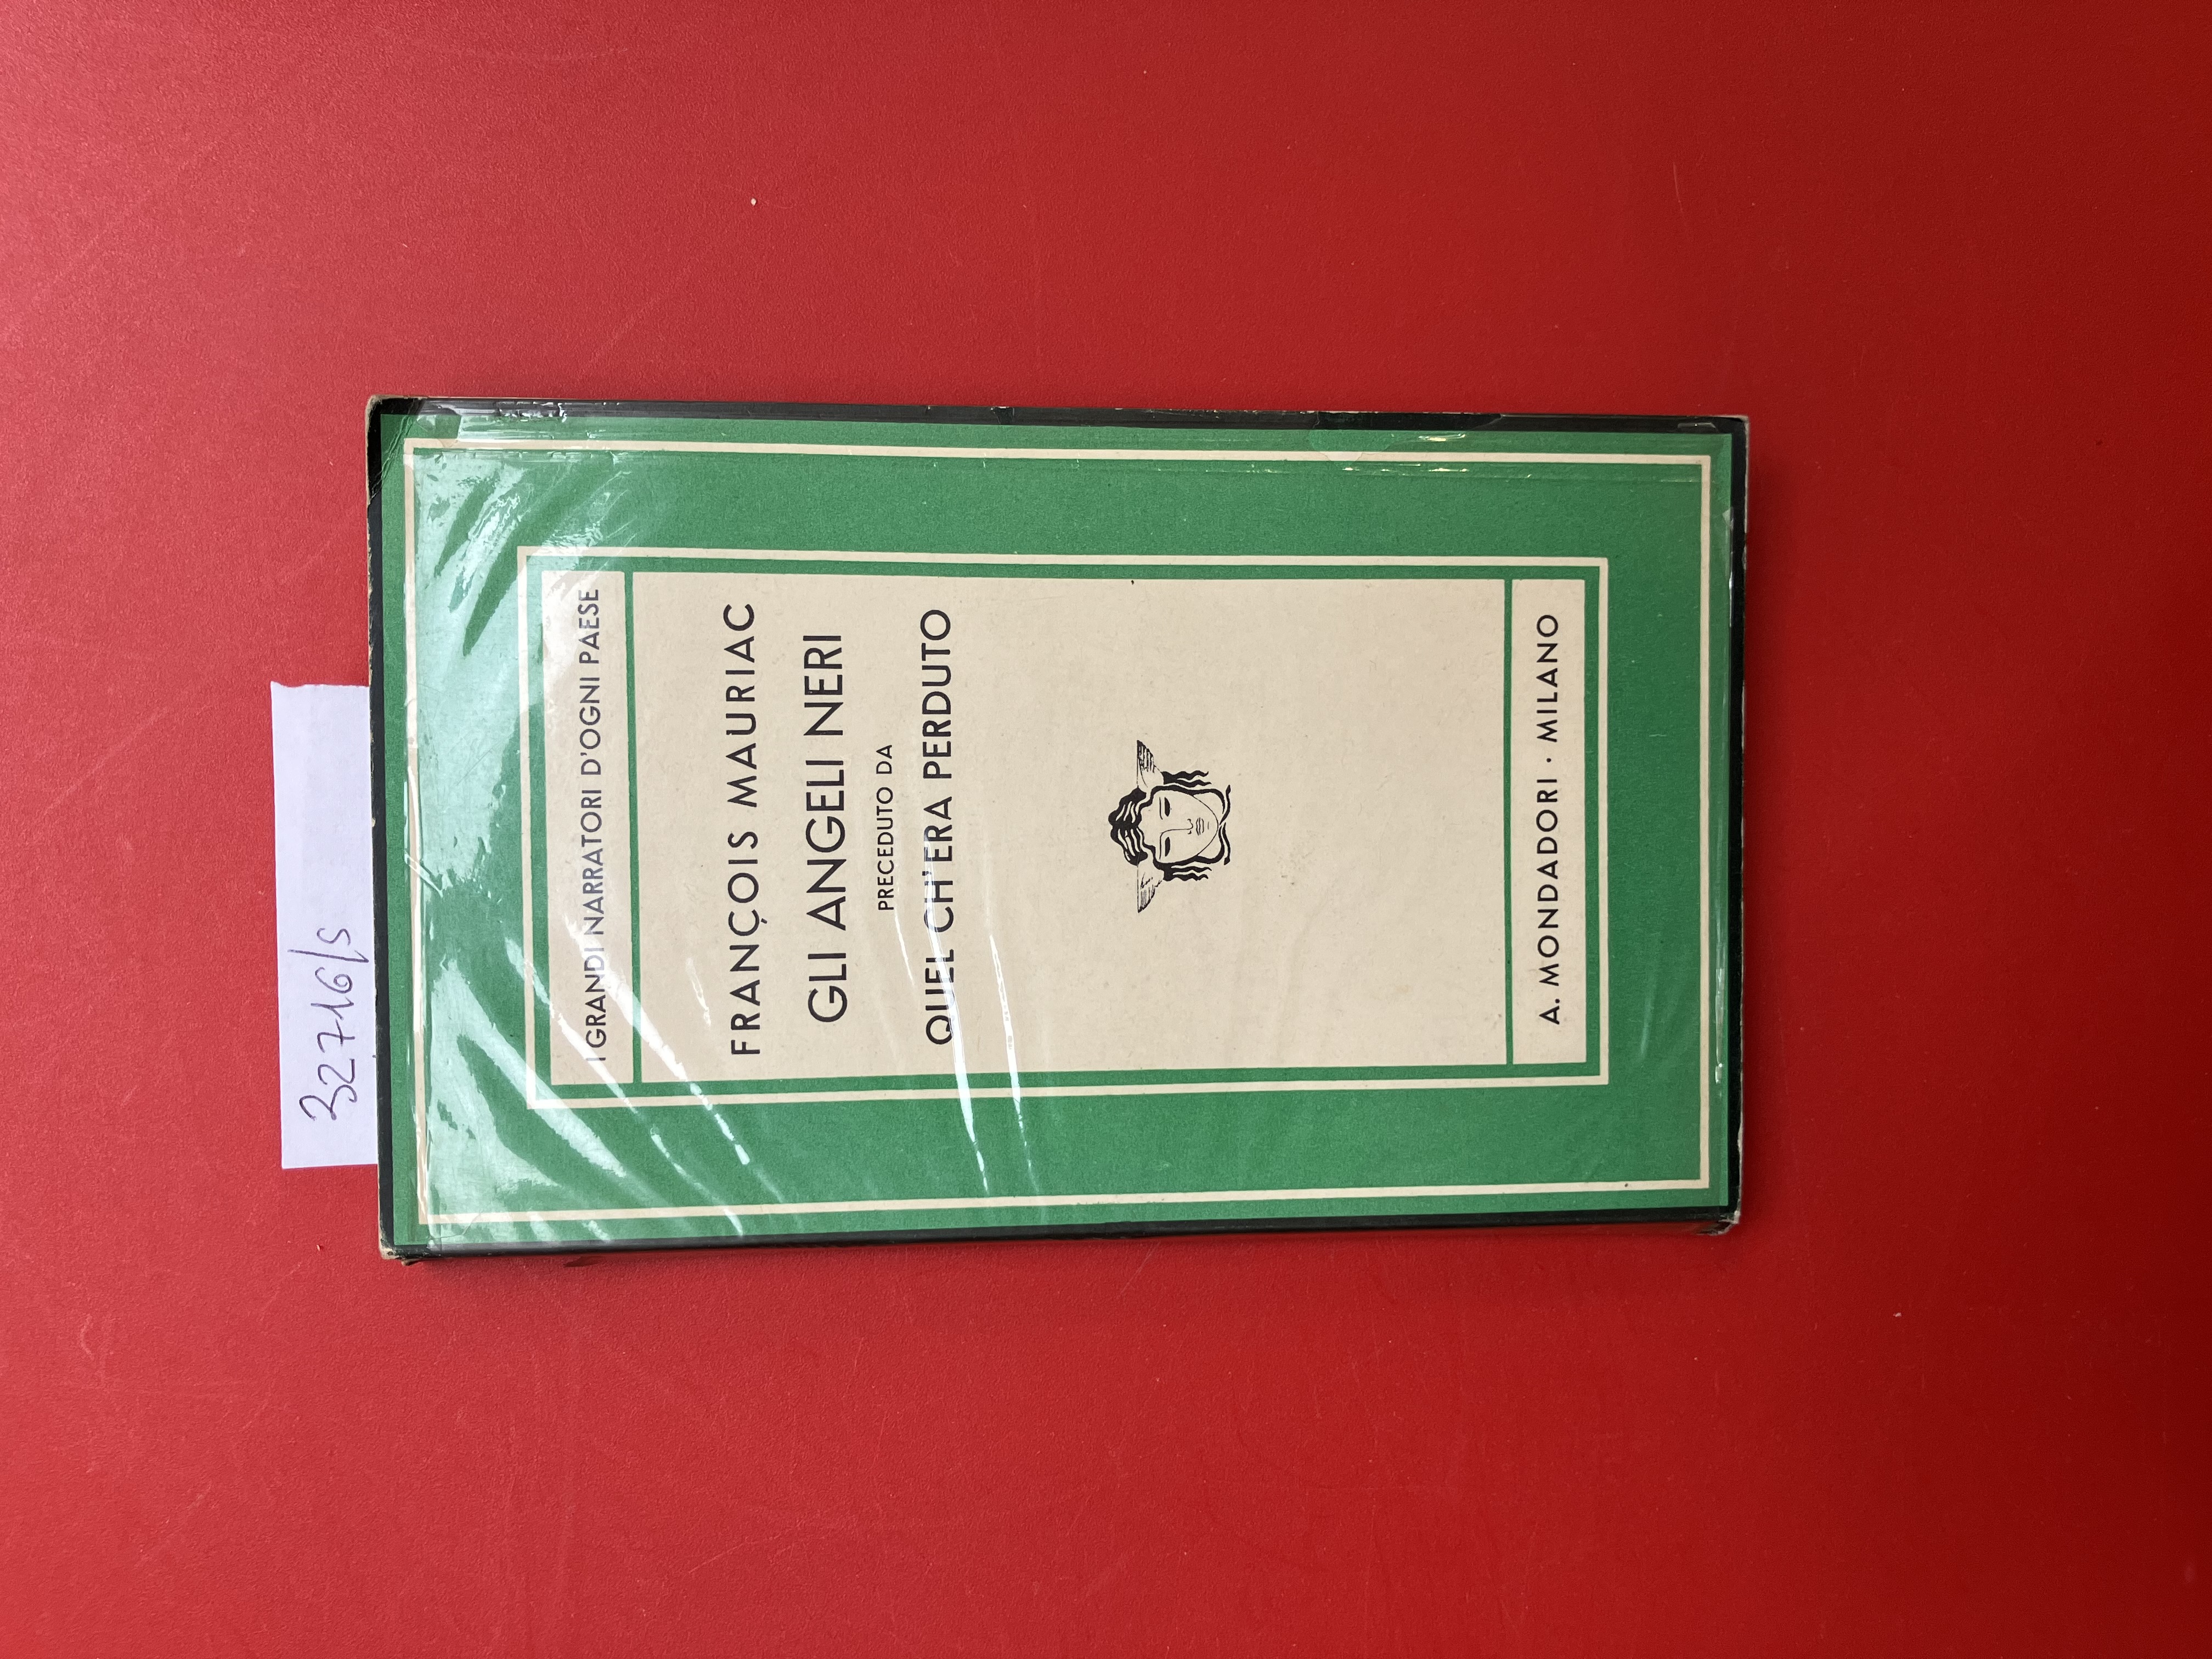 32716/S
I GRANDI NARRATORI D'OGNI PAESE
FRANÇOIS MAURIAC
GLI ANGELI NERI
PRECEDUTO DA
QUEL CH'ERA PERDUTO
A. MONDADORI · MILANO